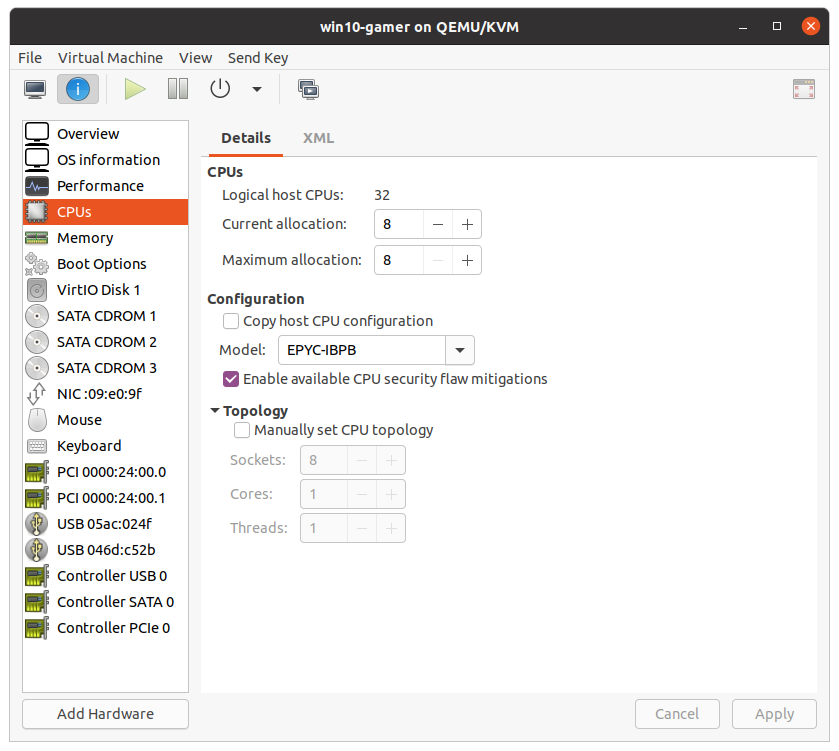 win10-gamer on QEMU/KVM
File Virtual Machine View Send Key
Overview
OS information
Performance
CPUs
Memory
Boot Options
VirtIO Disk 1
SATA CDROM 1
SATA CDROM 2
SATA CDROM 3
NIC :09:e0:9f
Mouse
Keyboard
PCI 0000:24:00.0
PCI 0000:24:00.1
USB 05ac:024f
USB 046d:c52b
Controller USB 0
Controller SATA 0
Controller PCIe 0
Add Hardware
Details XML
CPUs
Logical host CPUs: 32
Current allocation: 8
Maximum allocation: 8
Configuration
Copy host CPU configuration
Model: EPYC-IBPB
Enable available CPU security flaw mitigations
Topology
Manually set CPU topology
Sockets: 8
Cores: 1
Threads: 1
Cancel Apply